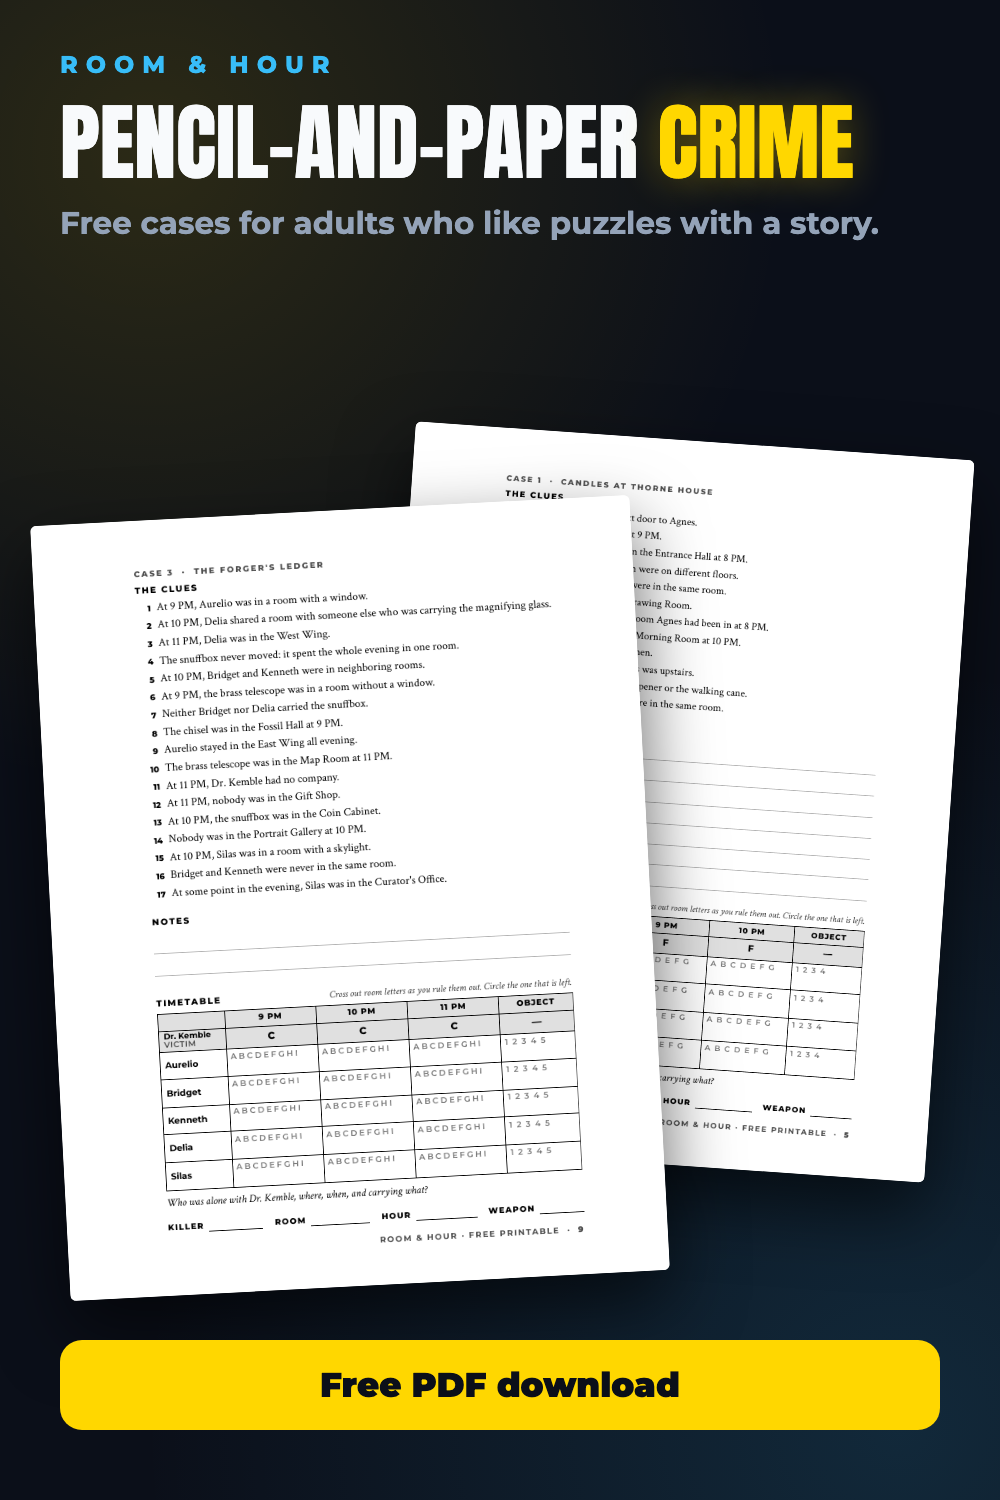 ROOM & HOUR
PENCIL-AND-PAPER CRIME
Free cases for adults who like puzzles with a story.
CASE 3 · THE FORGER'S LEDGER
THE CLUES
1 At 9 PM, Aurelio was in a room with a window.
2 At 10 PM, Delia shared a room with someone else who was carrying the magnifying glass.
3 At 11 PM, Delia was in the West Wing.
4 The snuffbox never moved: it spent the whole evening in one room.
5 At 10 PM, Bridget and Kenneth were in neighboring rooms.
6 At 9 PM, the brass telescope was in a room without a window.
7 Neither Bridget nor Delia carried the snuffbox.
8 The chisel was in the Fossil Hall at 9 PM.
9 Aurelio stayed in the East Wing all evening.
10 The brass telescope was in the Map Room at 11 PM.
11 At 11 PM, Dr. Kemble had no company.
12 At 11 PM, nobody was in the Gift Shop.
13 At 10 PM, the snuffbox was in the Coin Cabinet.
14 Nobody was in the Portrait Gallery at 10 PM.
15 At 10 PM, Silas was in a room with a skylight.
16 Bridget and Kenneth were never in the same room.
17 At some point in the evening, Silas was in the Curator's Office.
NOTES
TIMETABLE
Cross out room letters as you rule them out. Circle the one that is left.
9 PM 10 PM 11 PM OBJECT
Dr. Kemble VICTIM C C C —
Aurelio ABCDEFGHI ABCDEFGHI ABCDEFGHI 1 2 3 4 5
Bridget ABCDEFGHI ABCDEFGHI ABCDEFGHI 1 2 3 4 5
Kenneth ABCDEFGHI ABCDEFGHI ABCDEFGHI 1 2 3 4 5
Delia ABCDEFGHI ABCDEFGHI ABCDEFGHI 1 2 3 4 5
Silas ABCDEFGHI ABCDEFGHI ABCDEFGHI 1 2 3 4 5
Who was alone with Dr. Kemble, where, when, and carrying what?
KILLER ROOM HOUR WEAPON
ROOM & HOUR · FREE PRINTABLE · 9
CASE 1 · CANDLES AT THORNE HOUSE
THE CLUES
door to Agnes.
9 PM.
the Entrance Hall at 8 PM.
were on different floors.
were in the same room.
Drawing Room.
room Agnes had been in at 8 PM.
Morning Room at 10 PM.
was upstairs.
opener or the walking cane.
in the same room.
out room letters as you rule them out. Circle the one that is left.
9 PM 10 PM OBJECT
F F —
D E F G A B C D E F G 1 2 3 4
D E F G A B C D E F G 1 2 3 4
E F G A B C D E F G 1 2 3 4
E F G A B C D E F G 1 2 3 4
carrying what?
HOUR WEAPON
ROOM & HOUR · FREE PRINTABLE · 5
Free PDF download